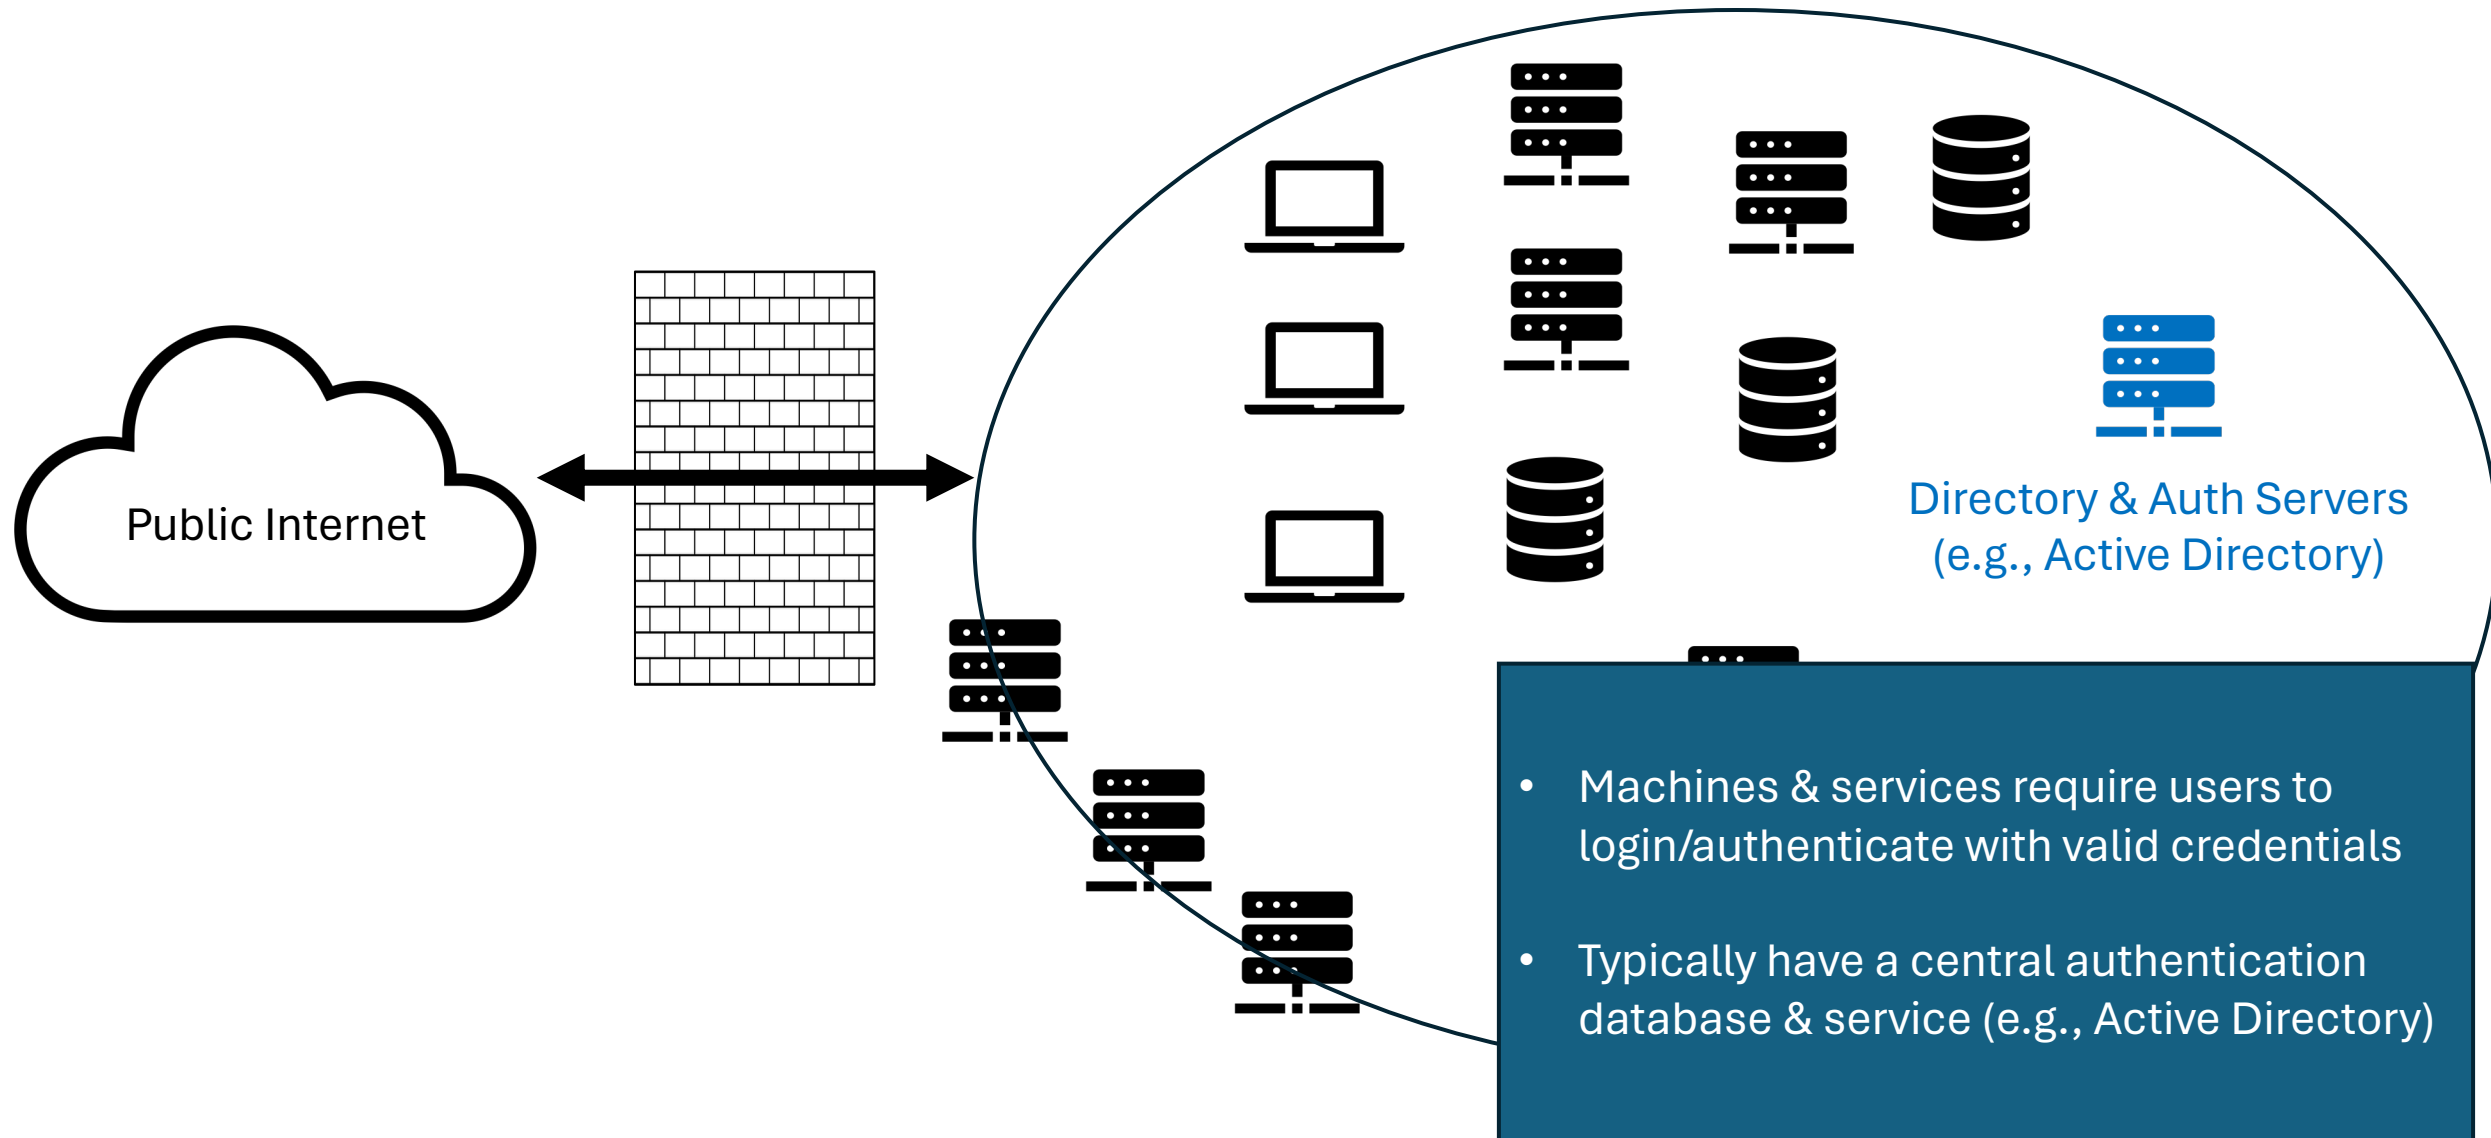 Public Internet
Directory & Auth Servers
(e.g., Active Directory)
• Machines & services require users to
login/authenticate with valid credentials
• Typically have a central authentication
database & service (e.g., Active Directory)